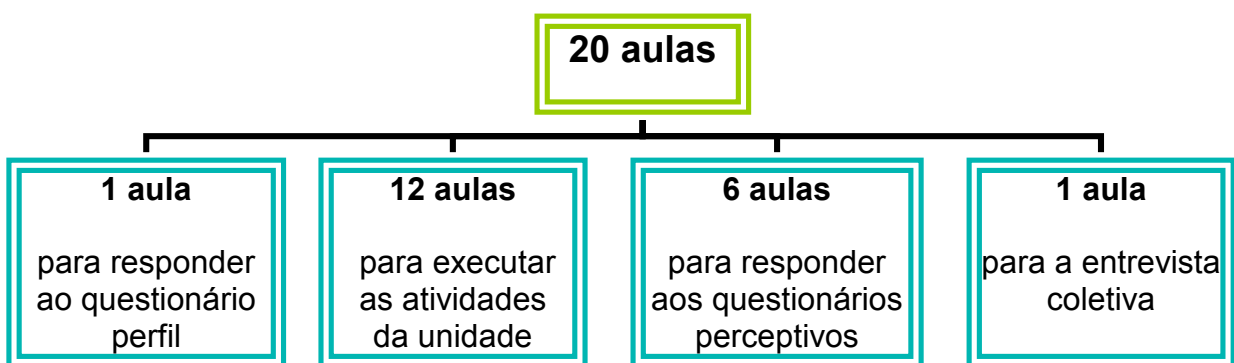 20 aulas
1 aula
para responder
ao questionário
perfil
12 aulas
para executar
as atividades
da unidade
6 aulas
para responder
aos questionários
perceptivos
1 aula
para a entrevista
coletiva